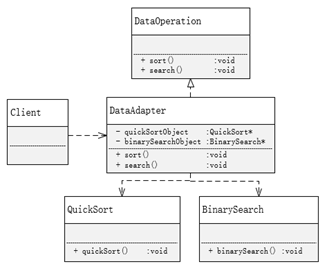 DataOperation
+ sort() :void
+ search() :void
Client
DataAdapter
- quickSortObject :QuickSort*
- binarySearchObject :BinarySearch*
+ sort() :void
+ search() :void
QuickSort
+ quickSort() :void
BinarySearch
+ binarySearch() :void